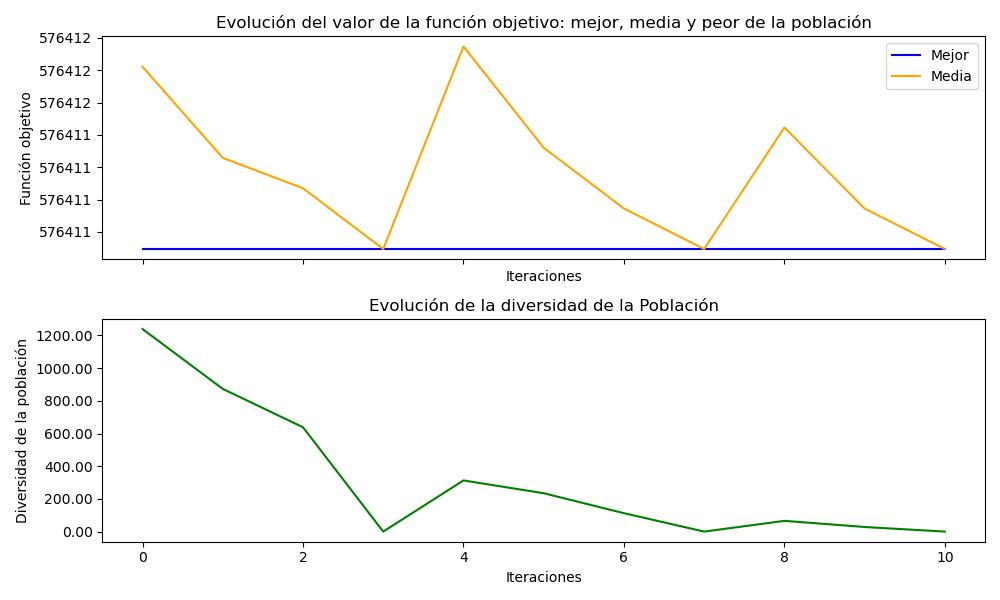 Evolución del valor de la función objetivo: mejor, media y peor de la población
576412
576412
576412
576411
576411
576411
576411
Función objetivo
Mejor
Media
Iteraciones
Evolución de la diversidad de la Población
1200.00
1000.00
800.00
600.00
400.00
200.00
0.00
Diversidad de la población
0 2 4 6 8 10
Iteraciones